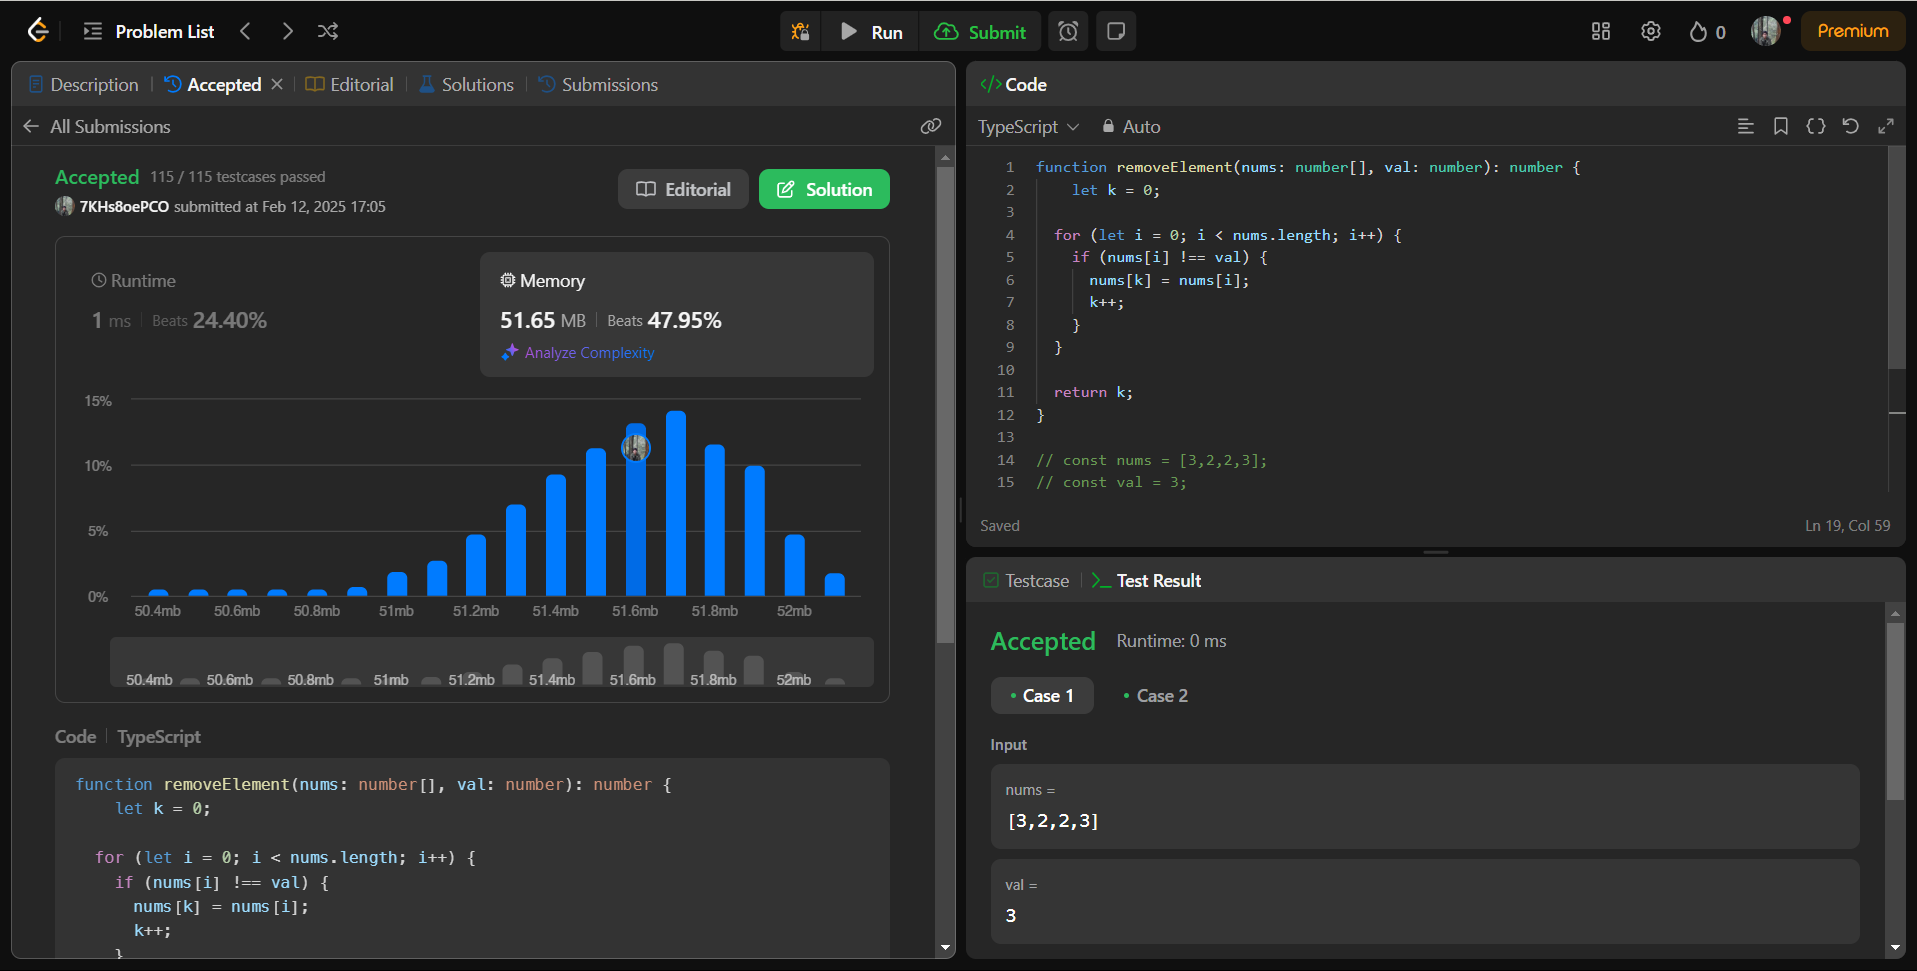 Problem List
Run
Submit
0
Premium
Description
Accepted
Editorial
Solutions
Submissions
All Submissions
Accepted 115 / 115 testcases passed
7KHs8oePCO submitted at Feb 12, 2025 17:05
Editorial
Solution
Runtime
1 ms Beats 24.40%
Memory
51.65 MB Beats 47.95%
Analyze Complexity
15%
10%
5%
0%
50.4mb 50.6mb 50.8mb 51mb 51.2mb 51.4mb 51.6mb 51.8mb 52mb
50.4mb 50.6mb 50.8mb 51mb 51.2mb 51.4mb 51.6mb 51.8mb 52mb
Code TypeScript
function removeElement(nums: number[], val: number): number {
    let k = 0;
  for (let i = 0; i < nums.length; i++) {
    if (nums[i] !== val) {
      nums[k] = nums[i];
      k++;
    }
</> Code
TypeScript Auto
1 function removeElement(nums: number[], val: number): number {
2     let k = 0;
3
4   for (let i = 0; i < nums.length; i++) {
5     if (nums[i] !== val) {
6       nums[k] = nums[i];
7       k++;
8     }
9   }
10
11   return k;
12 }
13
14 // const nums = [3,2,2,3];
15 // const val = 3;
Saved
Ln 19, Col 59
Testcase
>_ Test Result
Accepted Runtime: 0 ms
• Case 1 • Case 2
Input
nums =
[3,2,2,3]
val =
3